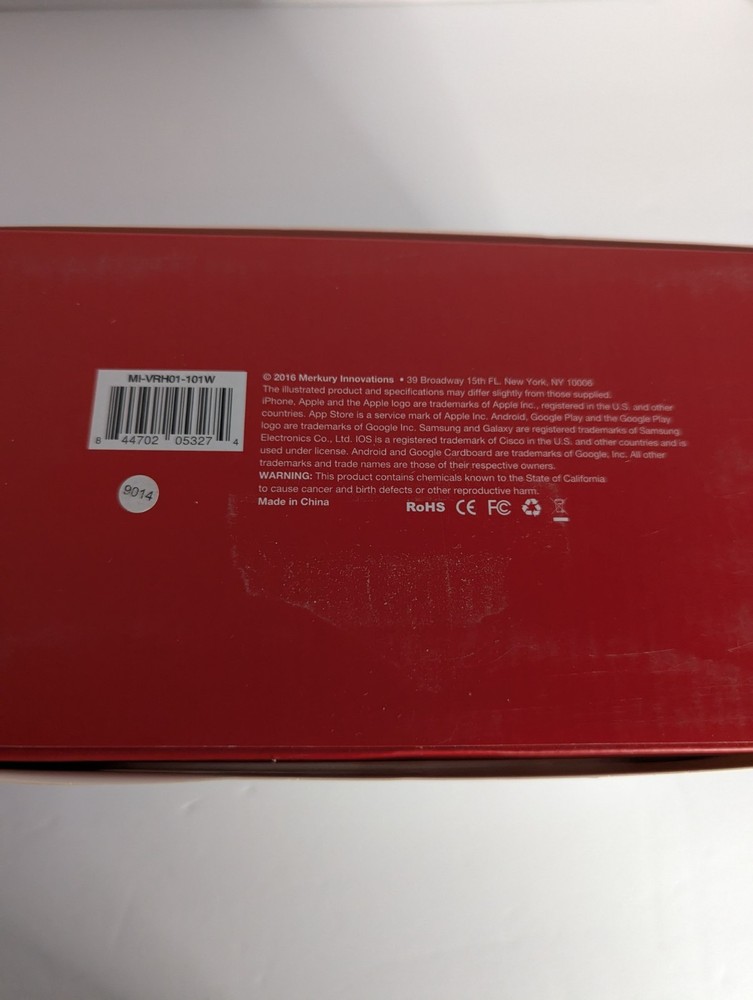 MI-VRH01-101W
8 44702 05327 4
9014
© 2016 Merkury Innovations • 39 Broadway 15th FL. New York, NY 10006
The illustrated product and specifications may differ slightly from those supplied.
iPhone, Apple and the Apple logo are trademarks of Apple Inc., registered in the U.S. and other
countries. App Store is a service mark of Apple Inc. Android, Google Play and the Google Play
logo are trademarks of Google Inc. Samsung and Galaxy are registered trademarks of Samsung
Electronics Co., Ltd. IOS is a registered trademark of Cisco in the U.S. and other countries and is
used under license. Android and Google Cardboard are trademarks of Google, Inc. All other
trademarks and trade names are those of their respective owners.
WARNING: This product contains chemicals known to the State of California
to cause cancer and birth defects or other reproductive harm.
Made in China
RoHS CE FC